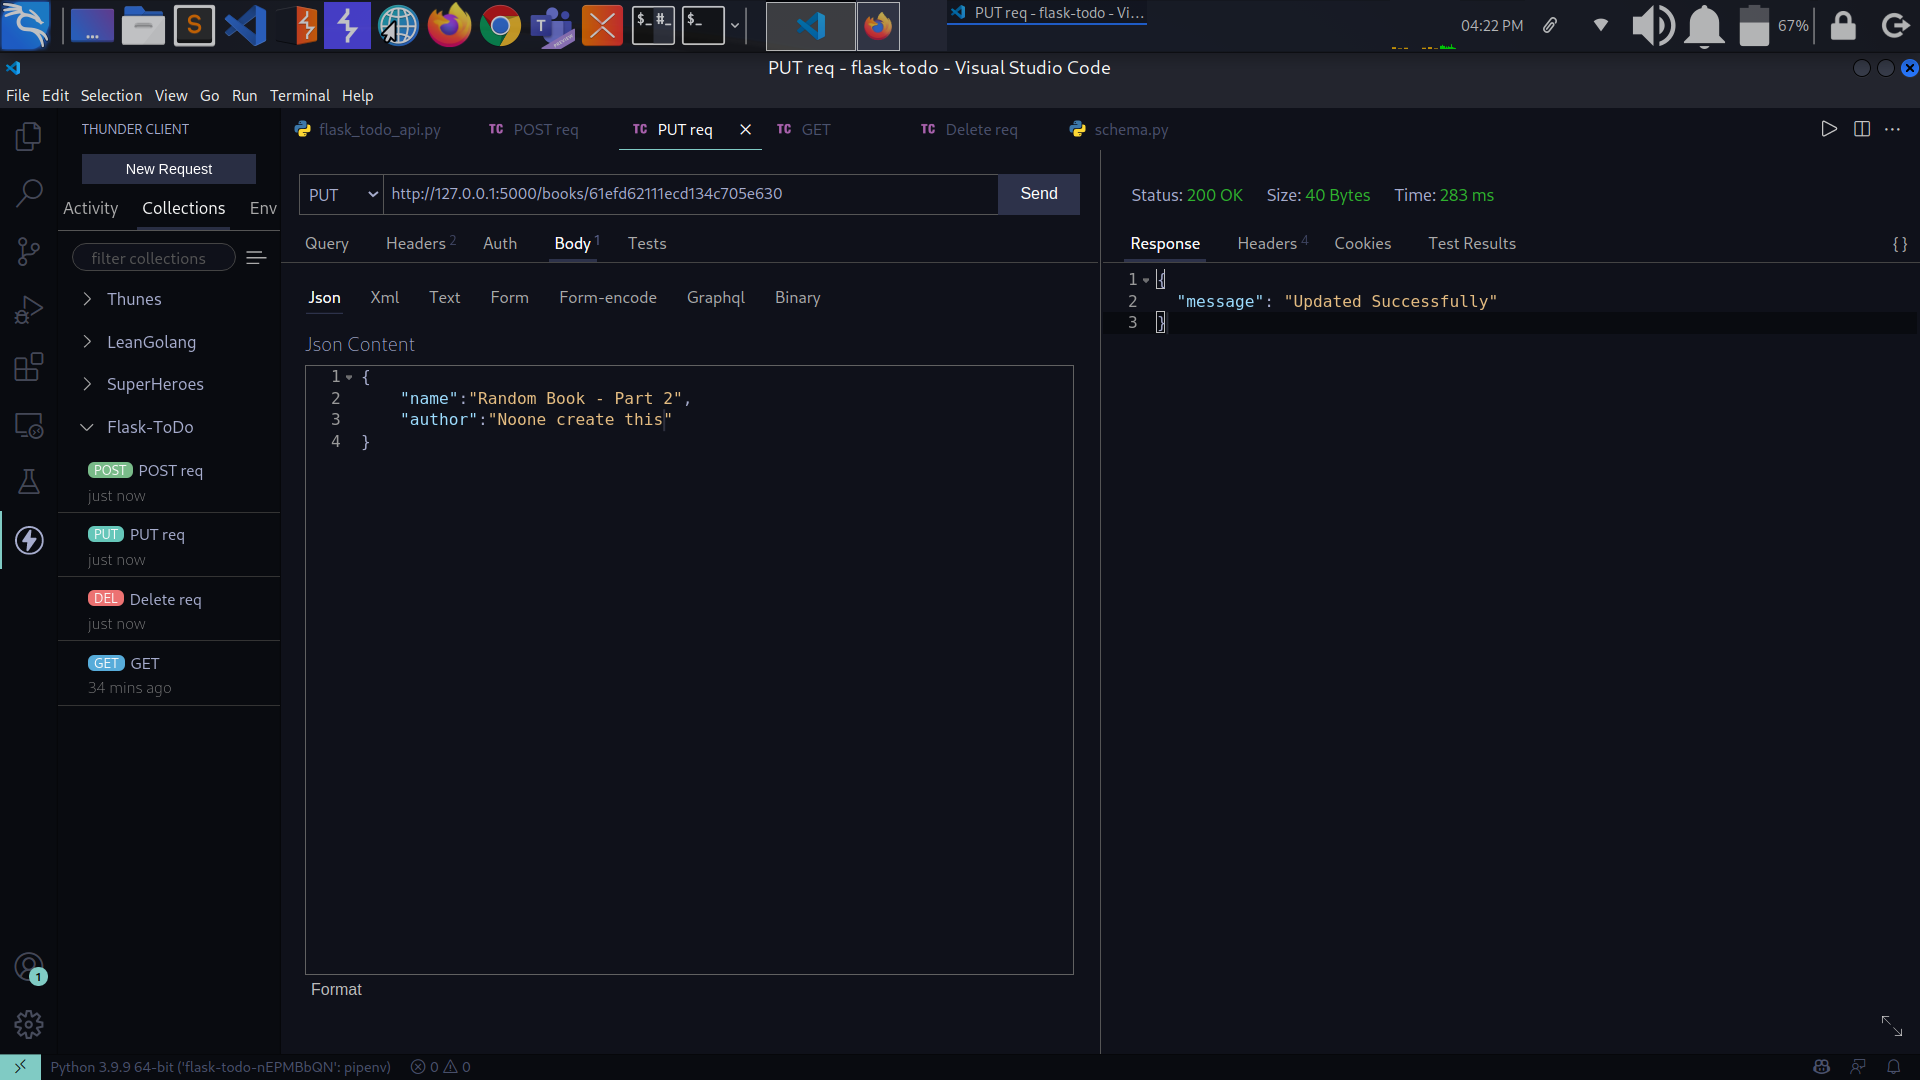 PUT req - flask-todo - Vi...
04:22 PM
67%
PUT req - flask-todo - Visual Studio Code
File Edit Selection View Go Run Terminal Help
THUNDER CLIENT
New Request
Activity Collections Env
filter collections
Thunes
LeanGolang
SuperHeroes
Flask-ToDo
POST POST req
just now
PUT PUT req
just now
DEL Delete req
just now
GET GET
34 mins ago
flask_todo_api.py TC POST req TC PUT req TC GET TC Delete req schema.py
PUT http://127.0.0.1:5000/books/61efd62111ecd134c705e630 Send
Query Headers 2 Auth Body 1 Tests
Json Xml Text Form Form-encode Graphql Binary
Json Content
1 {
2 "name":"Random Book - Part 2",
3 "author":"Noone create this"
4 }
Format
Status: 200 OK Size: 40 Bytes Time: 283 ms
Response Headers 4 Cookies Test Results { }
1 {
2 "message": "Updated Successfully"
3 }
1
Python 3.9.9 64-bit ('flask-todo-nEPMBbQN': pipenv) 0 0